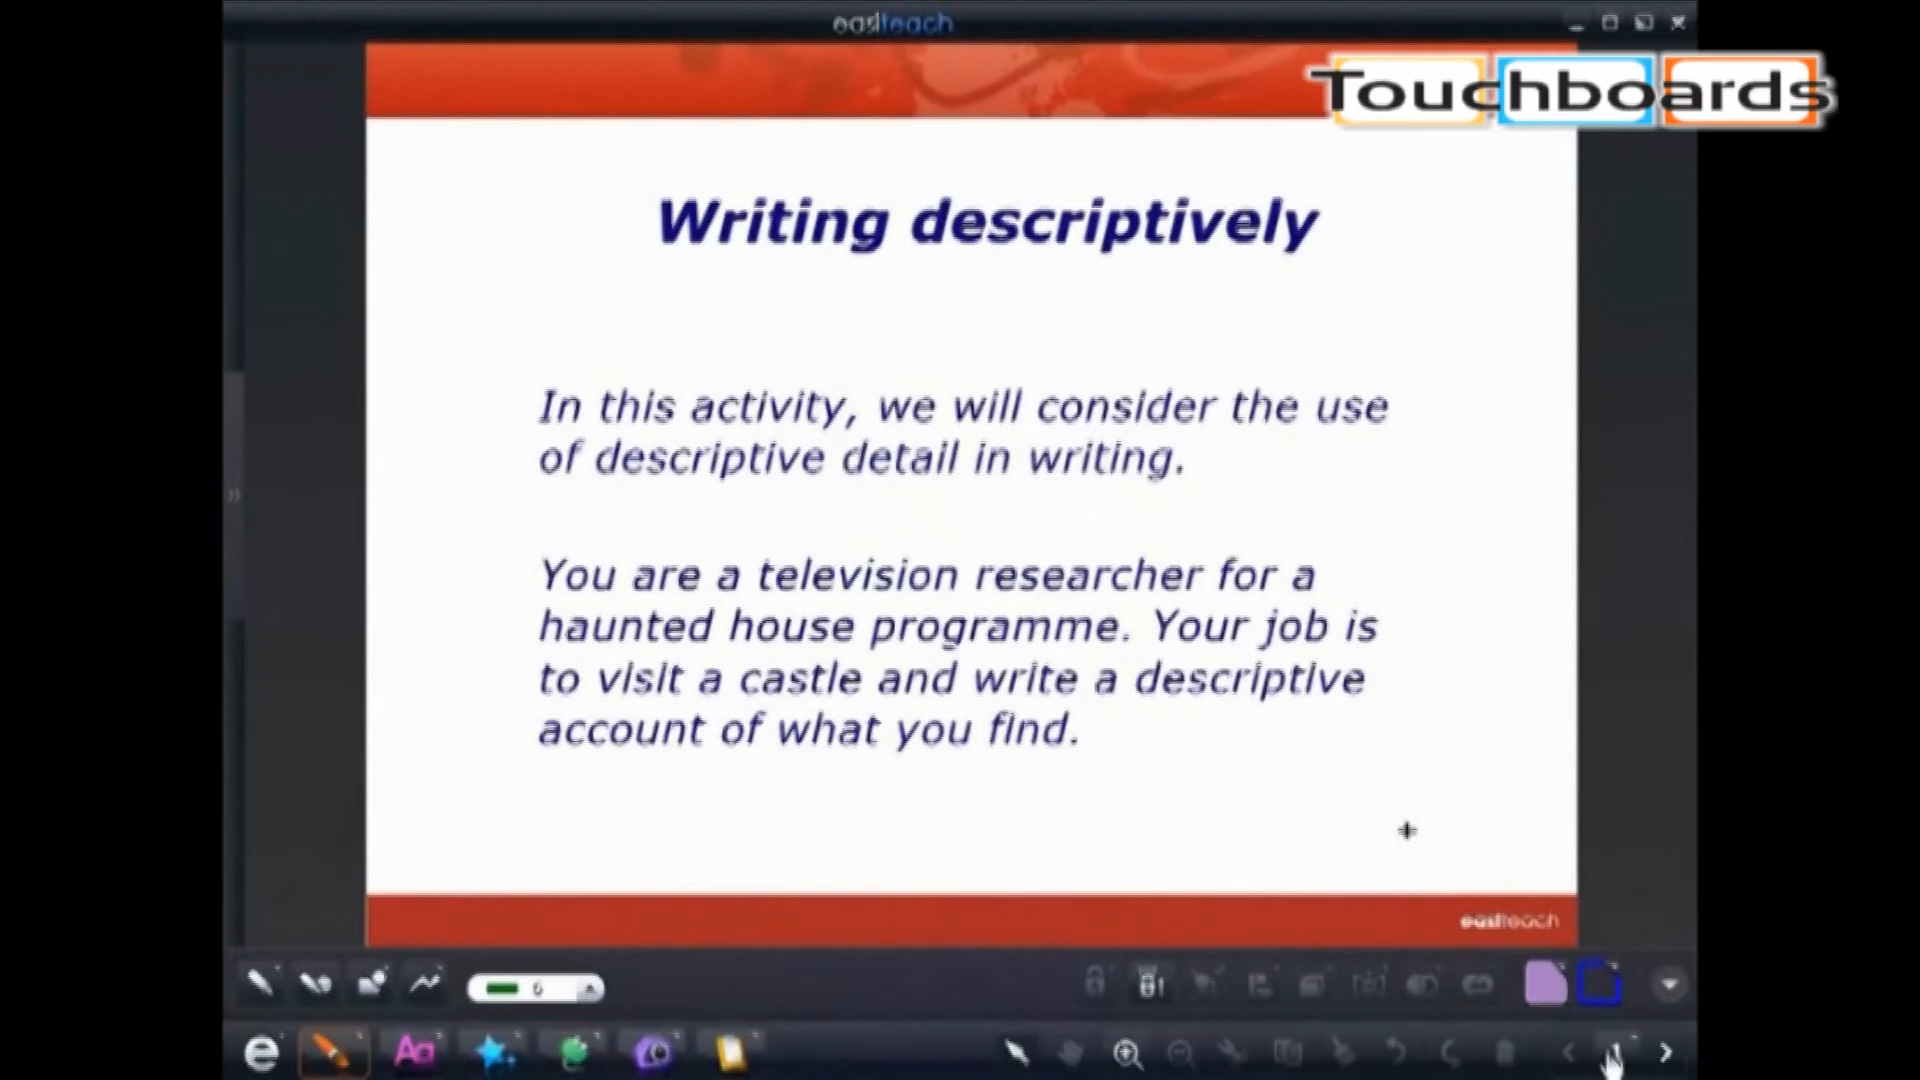 easiteach
Touchboards
Writing descriptively
In this activity, we will consider the use
of descriptive detail in writing.
You are a television researcher for a
haunted house programme. Your job is
to visit a castle and write a descriptive
account of what you find.
easiteach
6
e
Aa